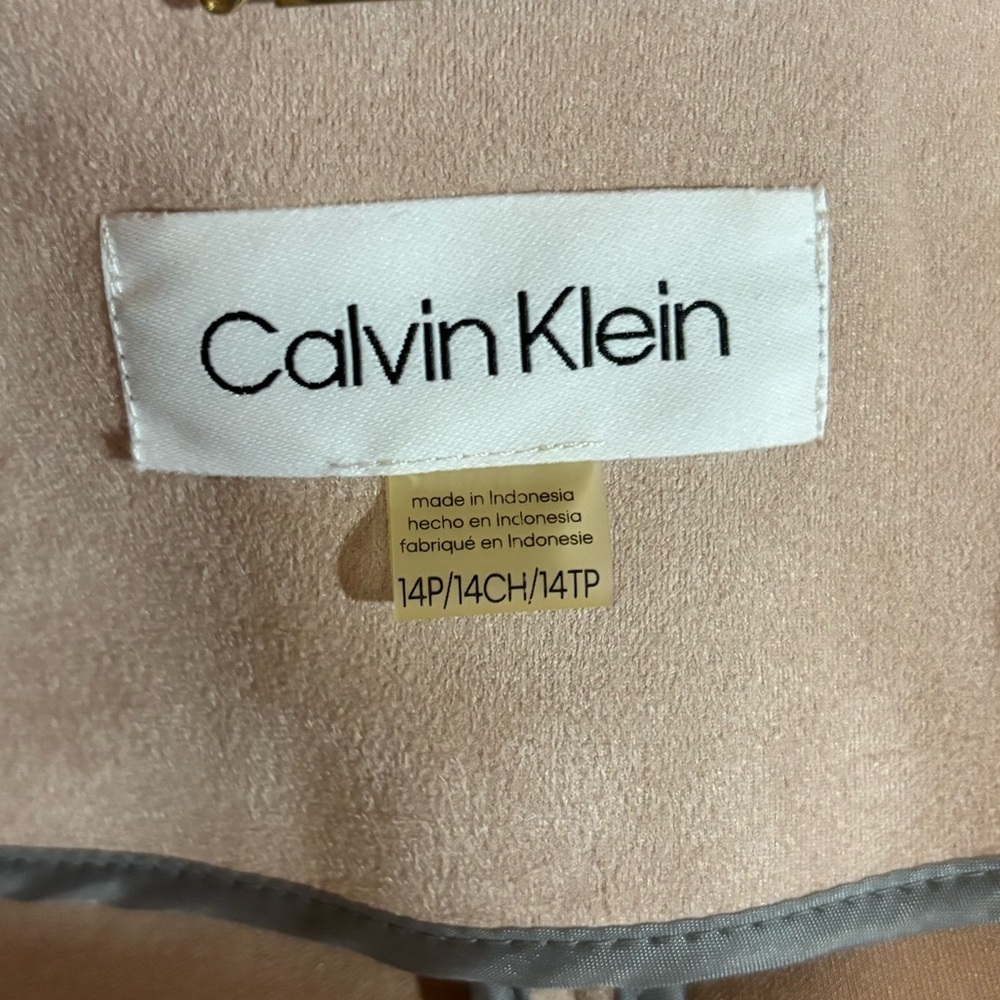 Calvin Klein
made in Indonesia
hecho en Indonesia
fabriqué en Indonesie
14P/14CH/14TP